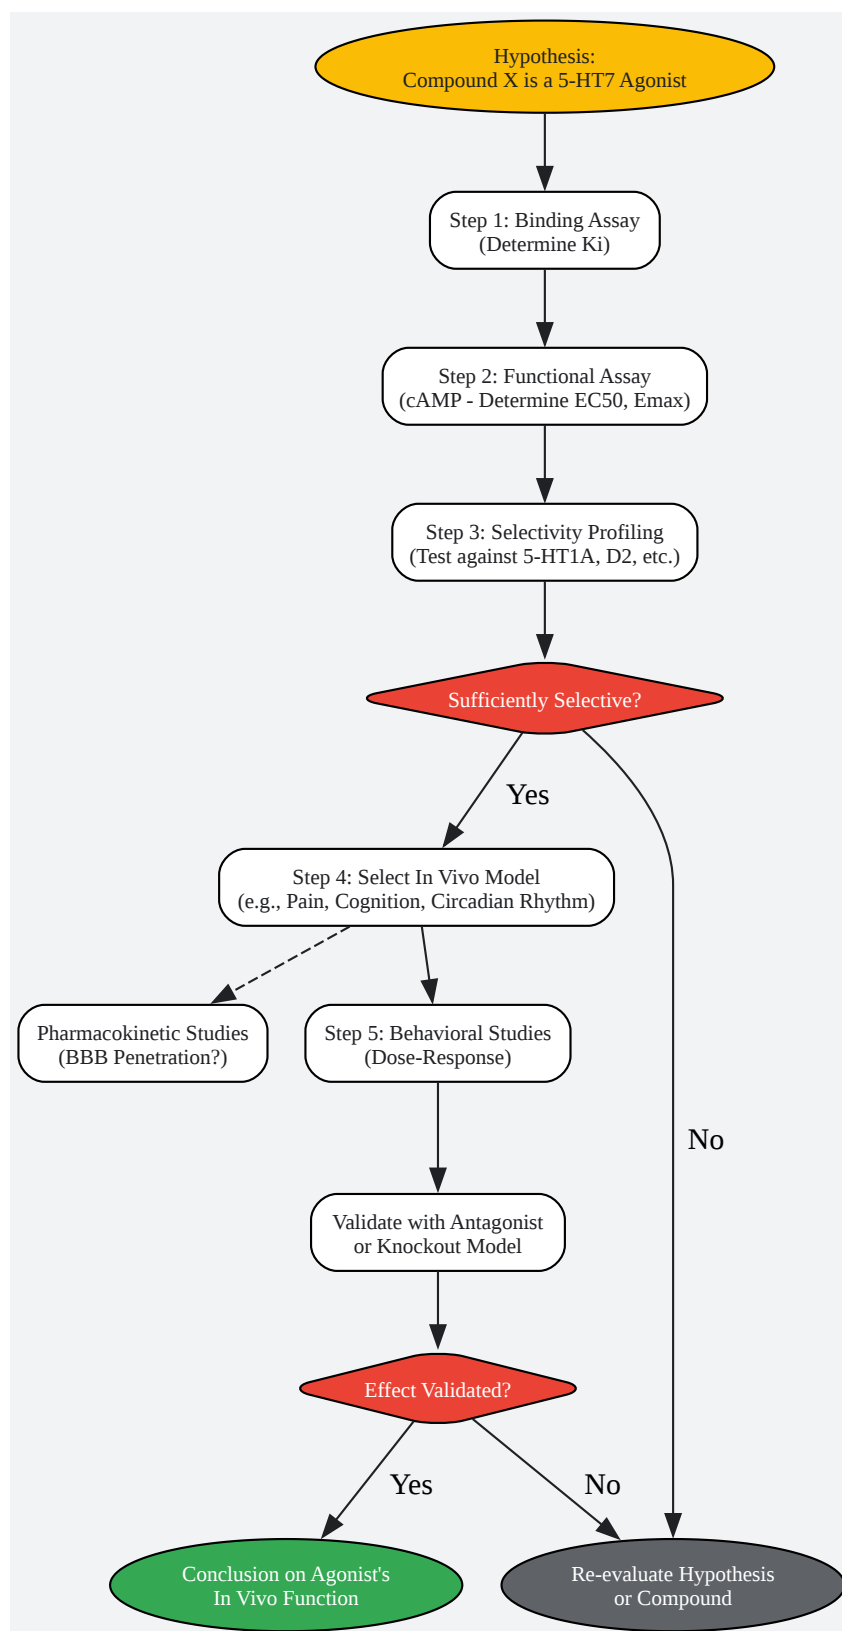 Hypothesis:
Compound X is a 5-HT7 Agonist
Step 1: Binding Assay
(Determine Ki)
Step 2: Functional Assay
(cAMP - Determine EC50, Emax)
Step 3: Selectivity Profiling
(Test against 5-HT1A, D2, etc.)
Sufficiently Selective?
Yes
Step 4: Select In Vivo Model
(e.g., Pain, Cognition, Circadian Rhythm)
Pharmacokinetic Studies
(BBB Penetration?)
Step 5: Behavioral Studies
(Dose-Response)
No
Validate with Antagonist
or Knockout Model
Effect Validated?
Yes
No
Conclusion on Agonist's
In Vivo Function
Re-evaluate Hypothesis
or Compound